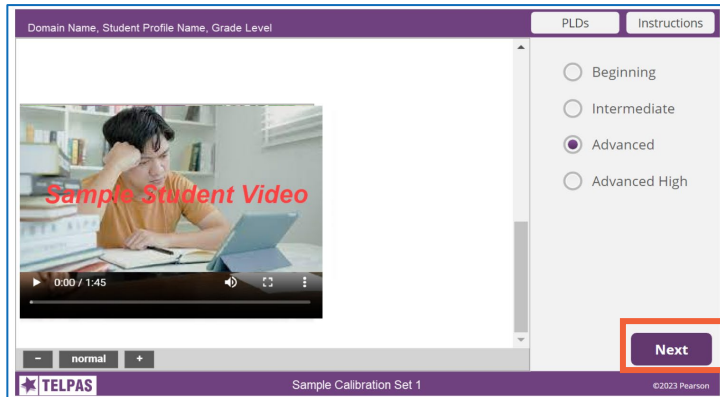 Domain Name, Student Profile Name, Grade Level
PLDs
Instructions
Sample Student Video
0:00 / 1:45
Beginning
Intermediate
Advanced
Advanced High
Next
- normal +
TELPAS
Sample Calibration Set 1
©2023 Pearson